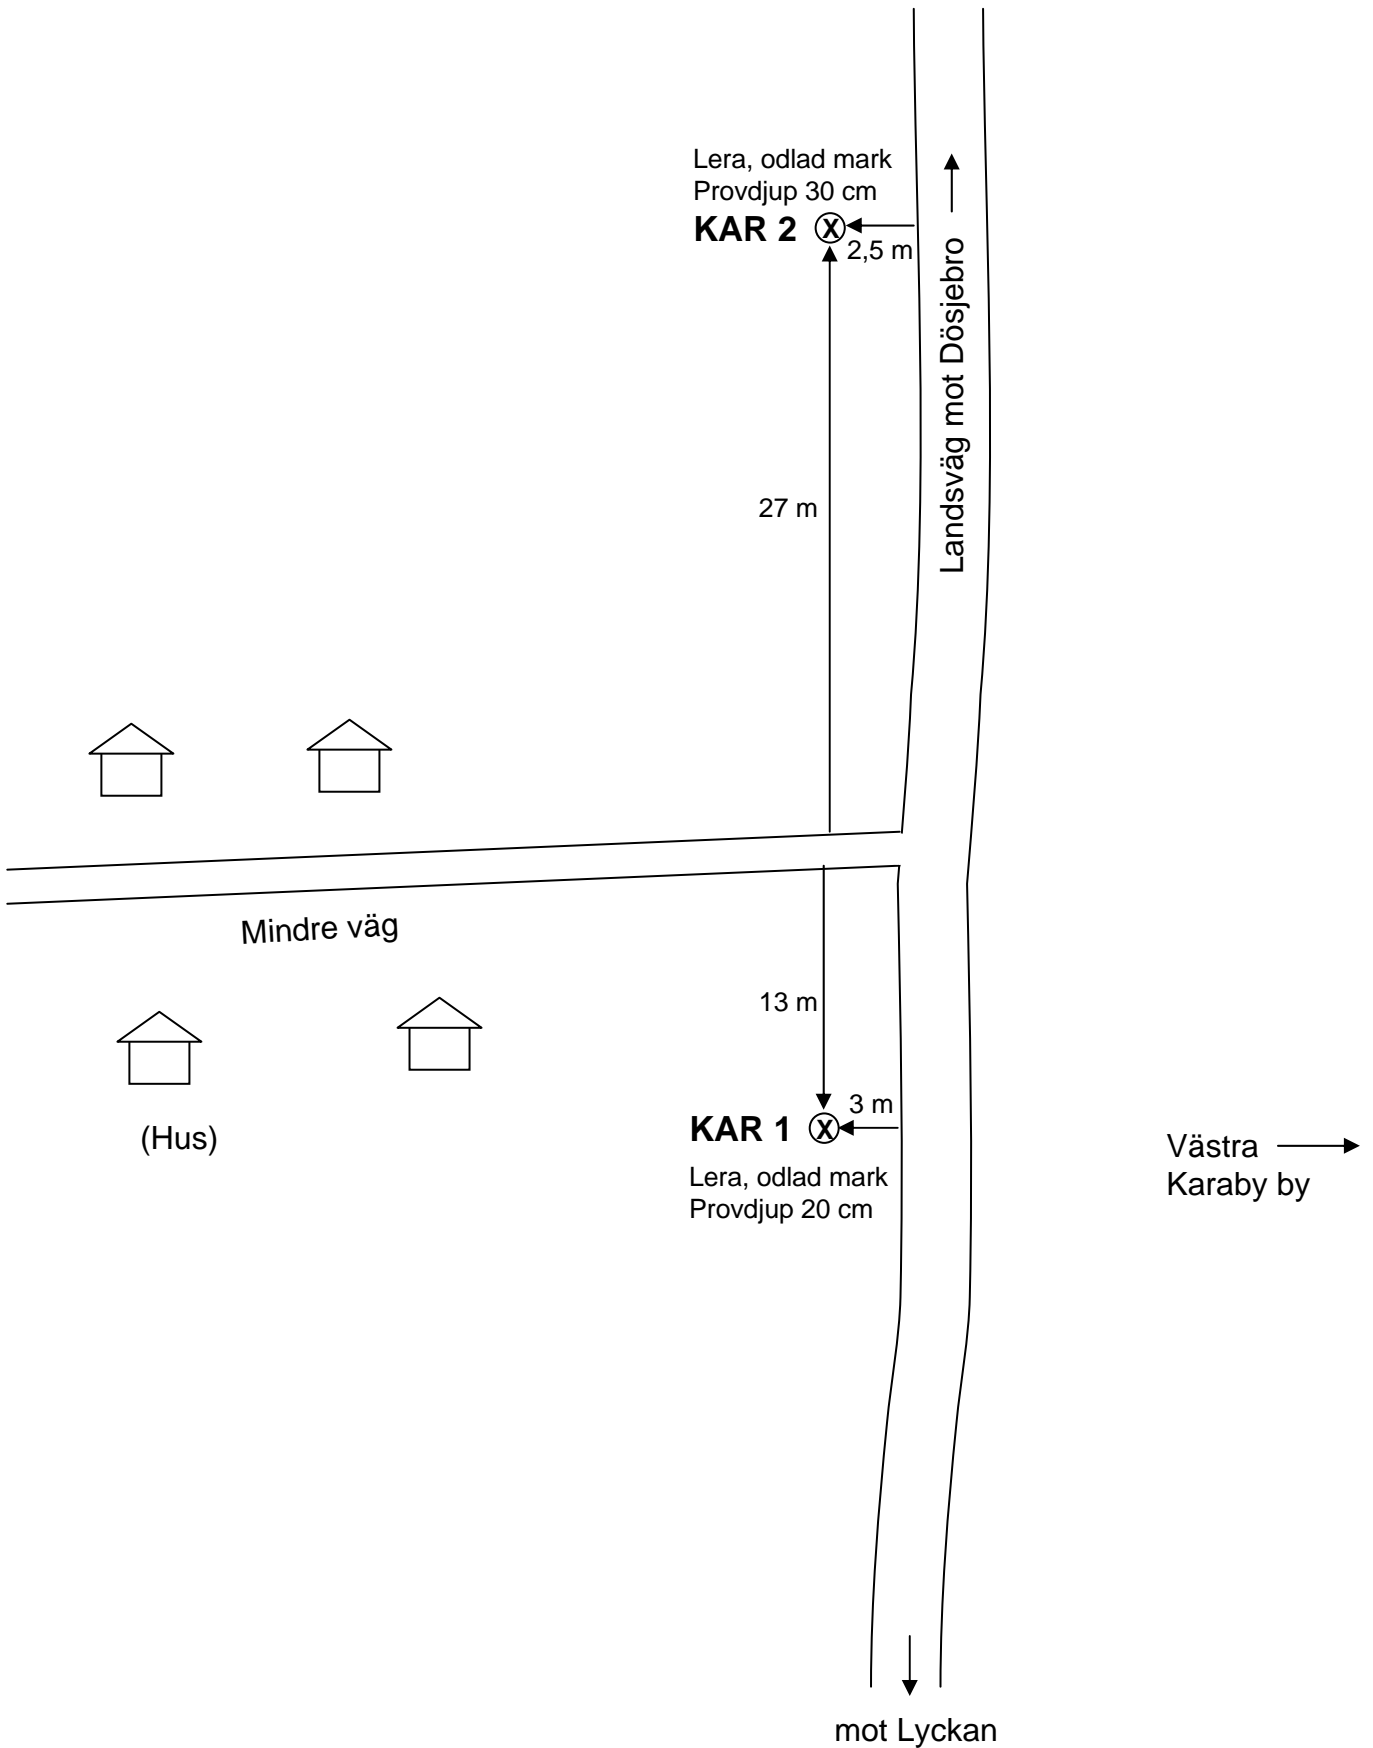 Lera, odlad mark
Provdjup 30 cm
KAR 2 X
2,5 m
Landsväg mot Dösjebro
27 m
Mindre väg
13 m
3 m
KAR 1 X
(Hus)
Lera, odlad mark
Provdjup 20 cm
Västra
Karaby by
mot Lyckan